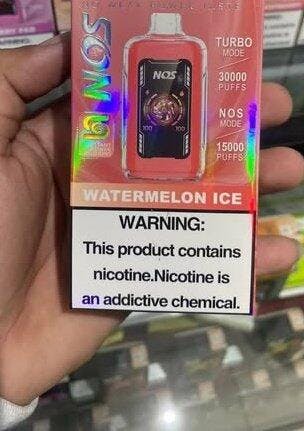 NOS
NOS
100 100
TURBO
MODE
30000
PUFFS
NOS
MODE
15000
PUFFS
WATERMELON ICE
WARNING:
This product contains
nicotine.Nicotine is
an addictive chemical.